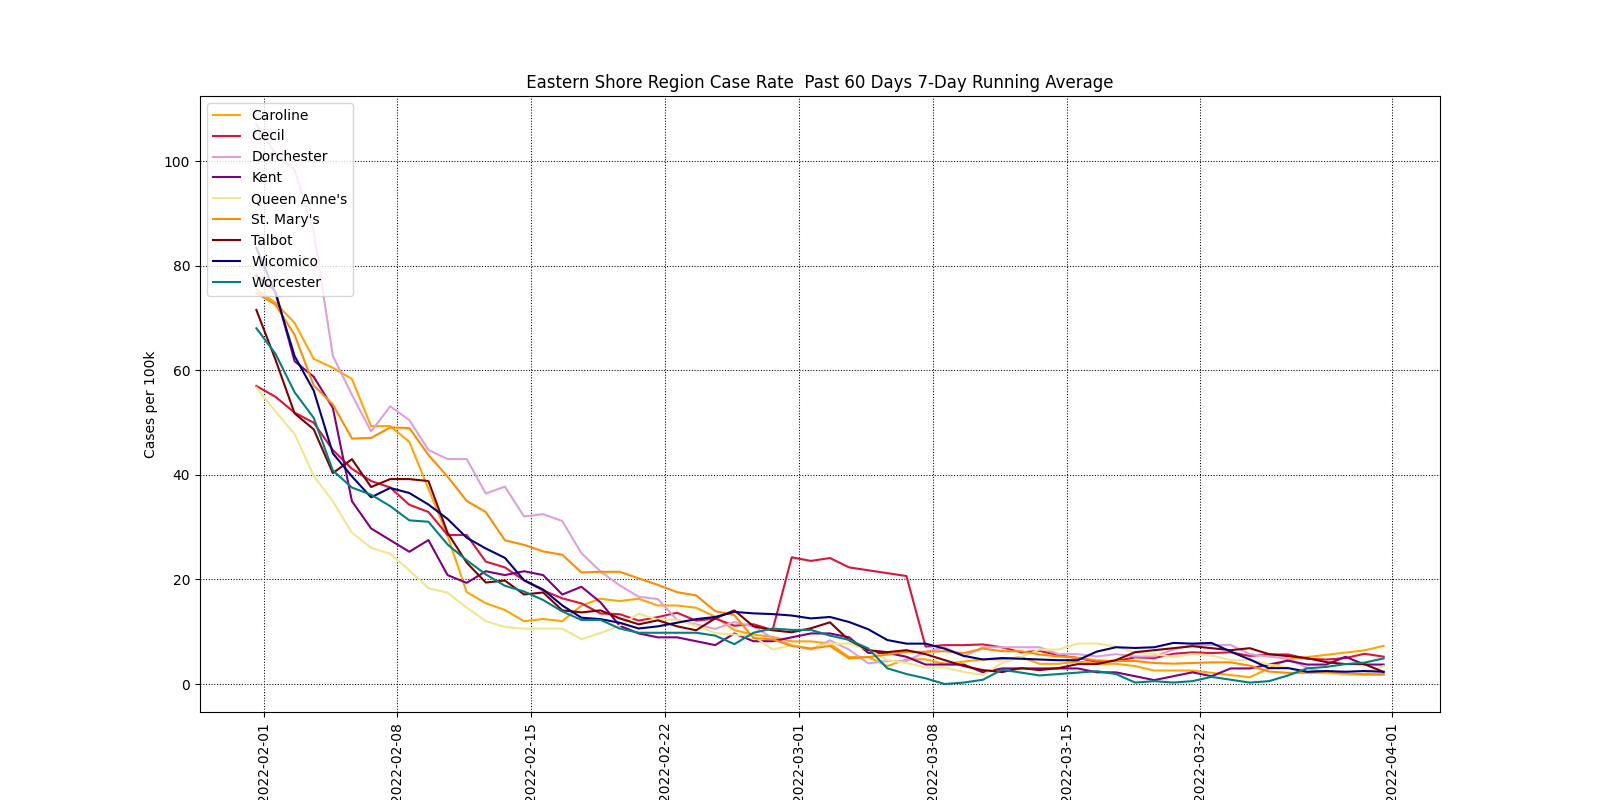 Eastern Shore Region Case Rate  Past 60 Days 7-Day Running Average
Caroline
Cecil
Dorchester
Kent
Queen Anne's
St. Mary's
Talbot
Wicomico
Worcester
Cases per 100k
100
80
60
40
20
0
2022-02-01
2022-02-08
2022-02-15
2022-02-22
2022-03-01
2022-03-08
2022-03-15
2022-03-22
2022-04-01